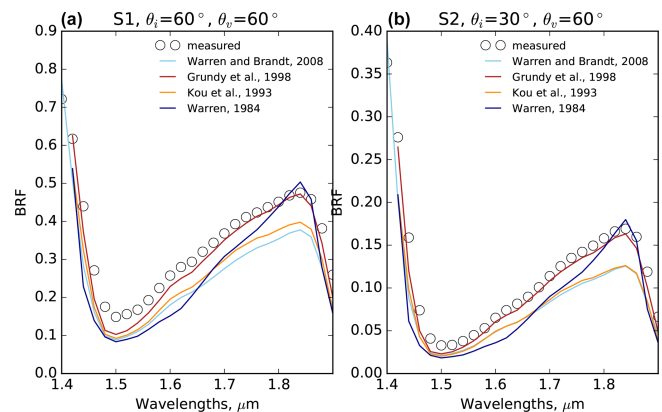 (a) S1, θi=60°, θv=60°
measured
Warren and Brandt, 2008
Grundy et al., 1998
Kou et al., 1993
Warren, 1984
BRF
0.9
0.8
0.7
0.6
0.5
0.4
0.3
0.2
0.1
0.0
1.4 1.5 1.6 1.7 1.8
Wavelengths, μm
(b) S2, θi=30°, θv=60°
measured
Warren and Brandt, 2008
Grundy et al., 1998
Kou et al., 1993
Warren, 1984
BRF
0.40
0.35
0.30
0.25
0.20
0.15
0.10
0.05
0.00
1.4 1.5 1.6 1.7 1.8
Wavelengths, μm